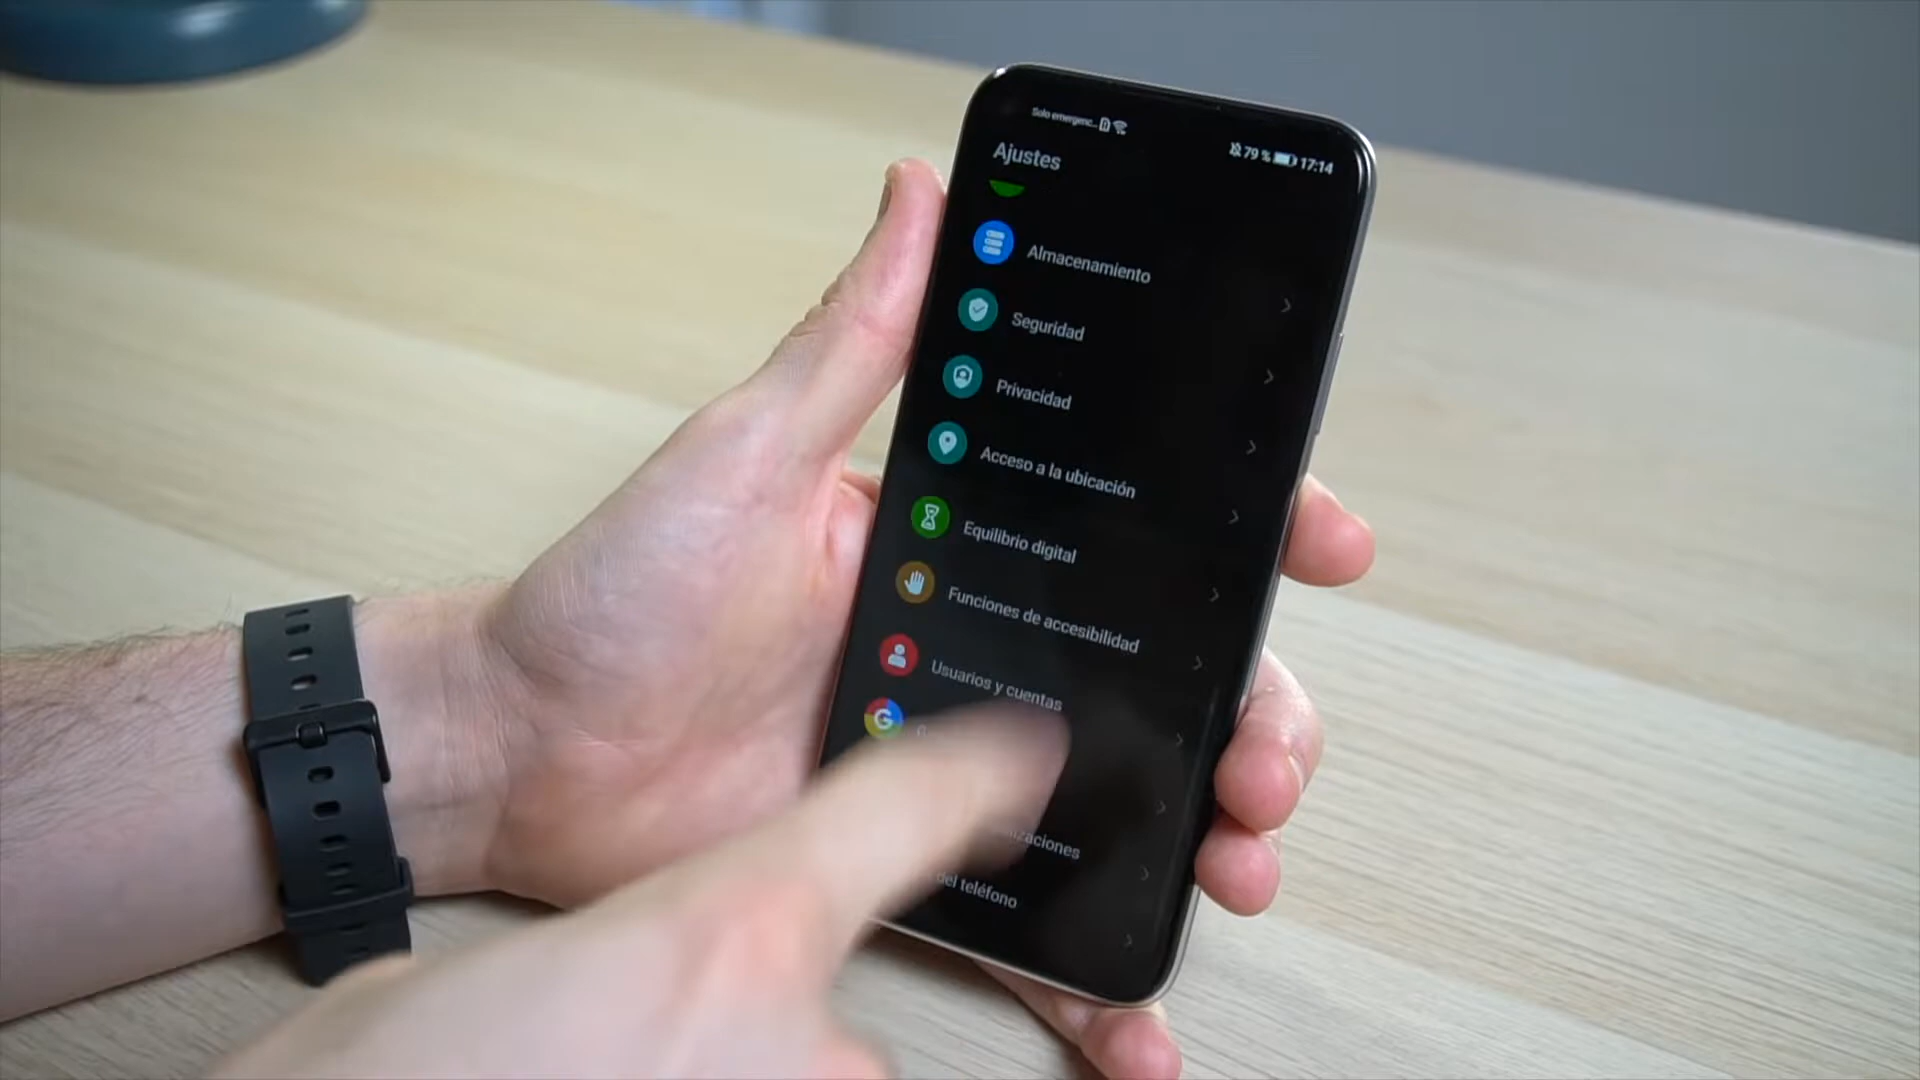 Solo emergenc...
79 % 17:14
Ajustes
Almacenamiento
Seguridad
Privacidad
Acceso a la ubicación
Equilibrio digital
Funciones de accesibilidad
Usuarios y cuentas
G
del teléfono